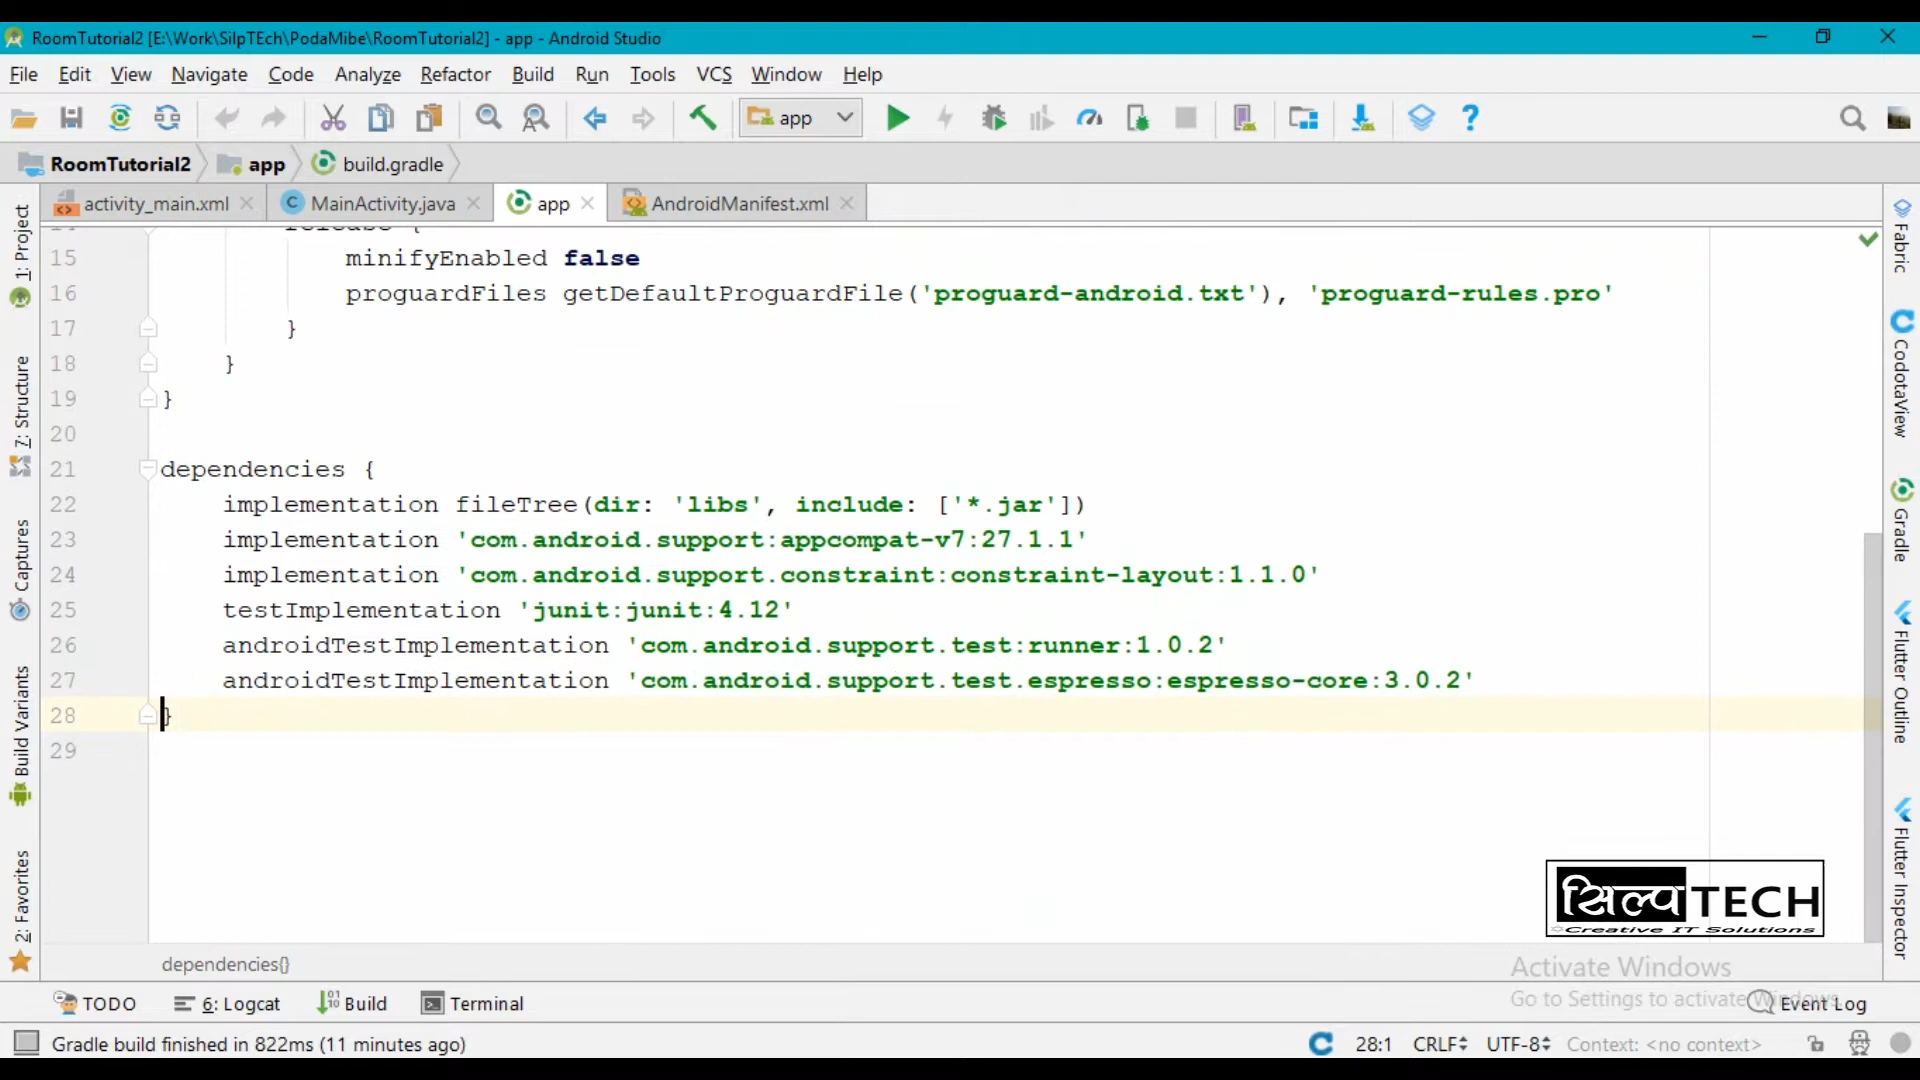 RoomTutorial2 [E:\Work\SilpTEch\PodaMibe\RoomTutorial2] - app - Android Studio
File Edit View Navigate Code Analyze Refactor Build Run Tools VCS Window Help
app
RoomTutorial2 app build.gradle
activity_main.xml MainActivity.java app AndroidManifest.xml
release {
15 minifyEnabled false
16 proguardFiles getDefaultProguardFile('proguard-android.txt'), 'proguard-rules.pro'
17 }
18 }
19 }
20
21 dependencies {
22 implementation fileTree(dir: 'libs', include: ['*.jar'])
23 implementation 'com.android.support:appcompat-v7:27.1.1'
24 implementation 'com.android.support.constraint:constraint-layout:1.1.0'
25 testImplementation 'junit:junit:4.12'
26 androidTestImplementation 'com.android.support.test:runner:1.0.2'
27 androidTestImplementation 'com.android.support.test.espresso:espresso-core:3.0.2'
28 }
29
1: Project
7: Structure
Captures
Build Variants
2: Favorites
Fabric
CodotaView
Gradle
Flutter Outline
Flutter Inspector
सिल्पTECH
Creative IT Solutions
dependencies{}
Activate Windows
Go to Settings to activate Windows.
TODO 6: Logcat Build Terminal Event Log
Gradle build finished in 822ms (11 minutes ago) 28:1 CRLF UTF-8 Context: <no context>